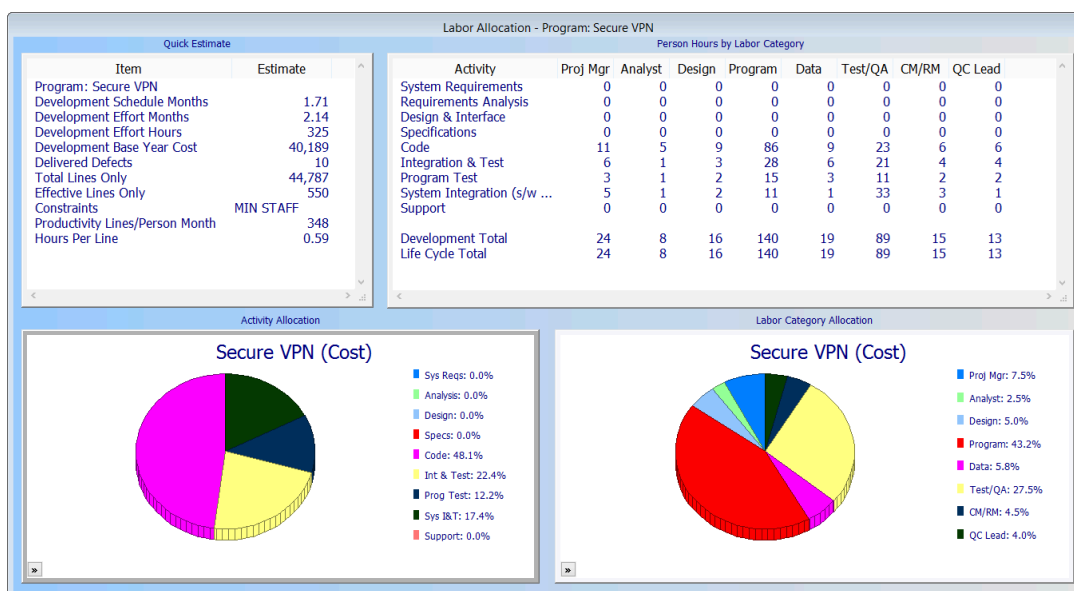 Labor Allocation - Program: Secure VPN
Quick Estimate
Item Estimate
Program: Secure VPN
Development Schedule Months 1.71
Development Effort Months 2.14
Development Effort Hours 325
Development Base Year Cost 40,189
Delivered Defects 10
Total Lines Only 44,787
Effective Lines Only 550
Constraints MIN STAFF
Productivity Lines/Person Month 348
Hours Per Line 0.59
Person Hours by Labor Category
Activity Proj Mgr Analyst Design Program Data Test/QA CM/RM QC Lead
System Requirements 0 0 0 0 0 0 0 0
Requirements Analysis 0 0 0 0 0 0 0 0
Design & Interface 0 0 0 0 0 0 0 0
Specifications 0 0 0 0 0 0 0 0
Code 11 5 9 86 9 23 6 6
Integration & Test 6 1 3 28 6 21 4 4
Program Test 3 1 2 15 3 11 2 2
System Integration (s/w ... 5 1 2 11 1 33 3 1
Support 0 0 0 0 0 0 0 0
Development Total 24 8 16 140 19 89 15 13
Life Cycle Total 24 8 16 140 19 89 15 13
Activity Allocation
Secure VPN (Cost)
Sys Reqs: 0.0%
Analysis: 0.0%
Design: 0.0%
Specs: 0.0%
Code: 48.1%
Int & Test: 22.4%
Prog Test: 12.2%
Sys I&T: 17.4%
Support: 0.0%
»
Labor Category Allocation
Secure VPN (Cost)
Proj Mgr: 7.5%
Analyst: 2.5%
Design: 5.0%
Program: 43.2%
Data: 5.8%
Test/QA: 27.5%
CM/RM: 4.5%
QC Lead: 4.0%
»